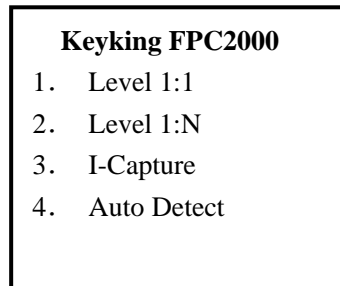 Keyking FPC2000
1. Level 1:1
2. Level 1:N
3. I-Capture
4. Auto Detect